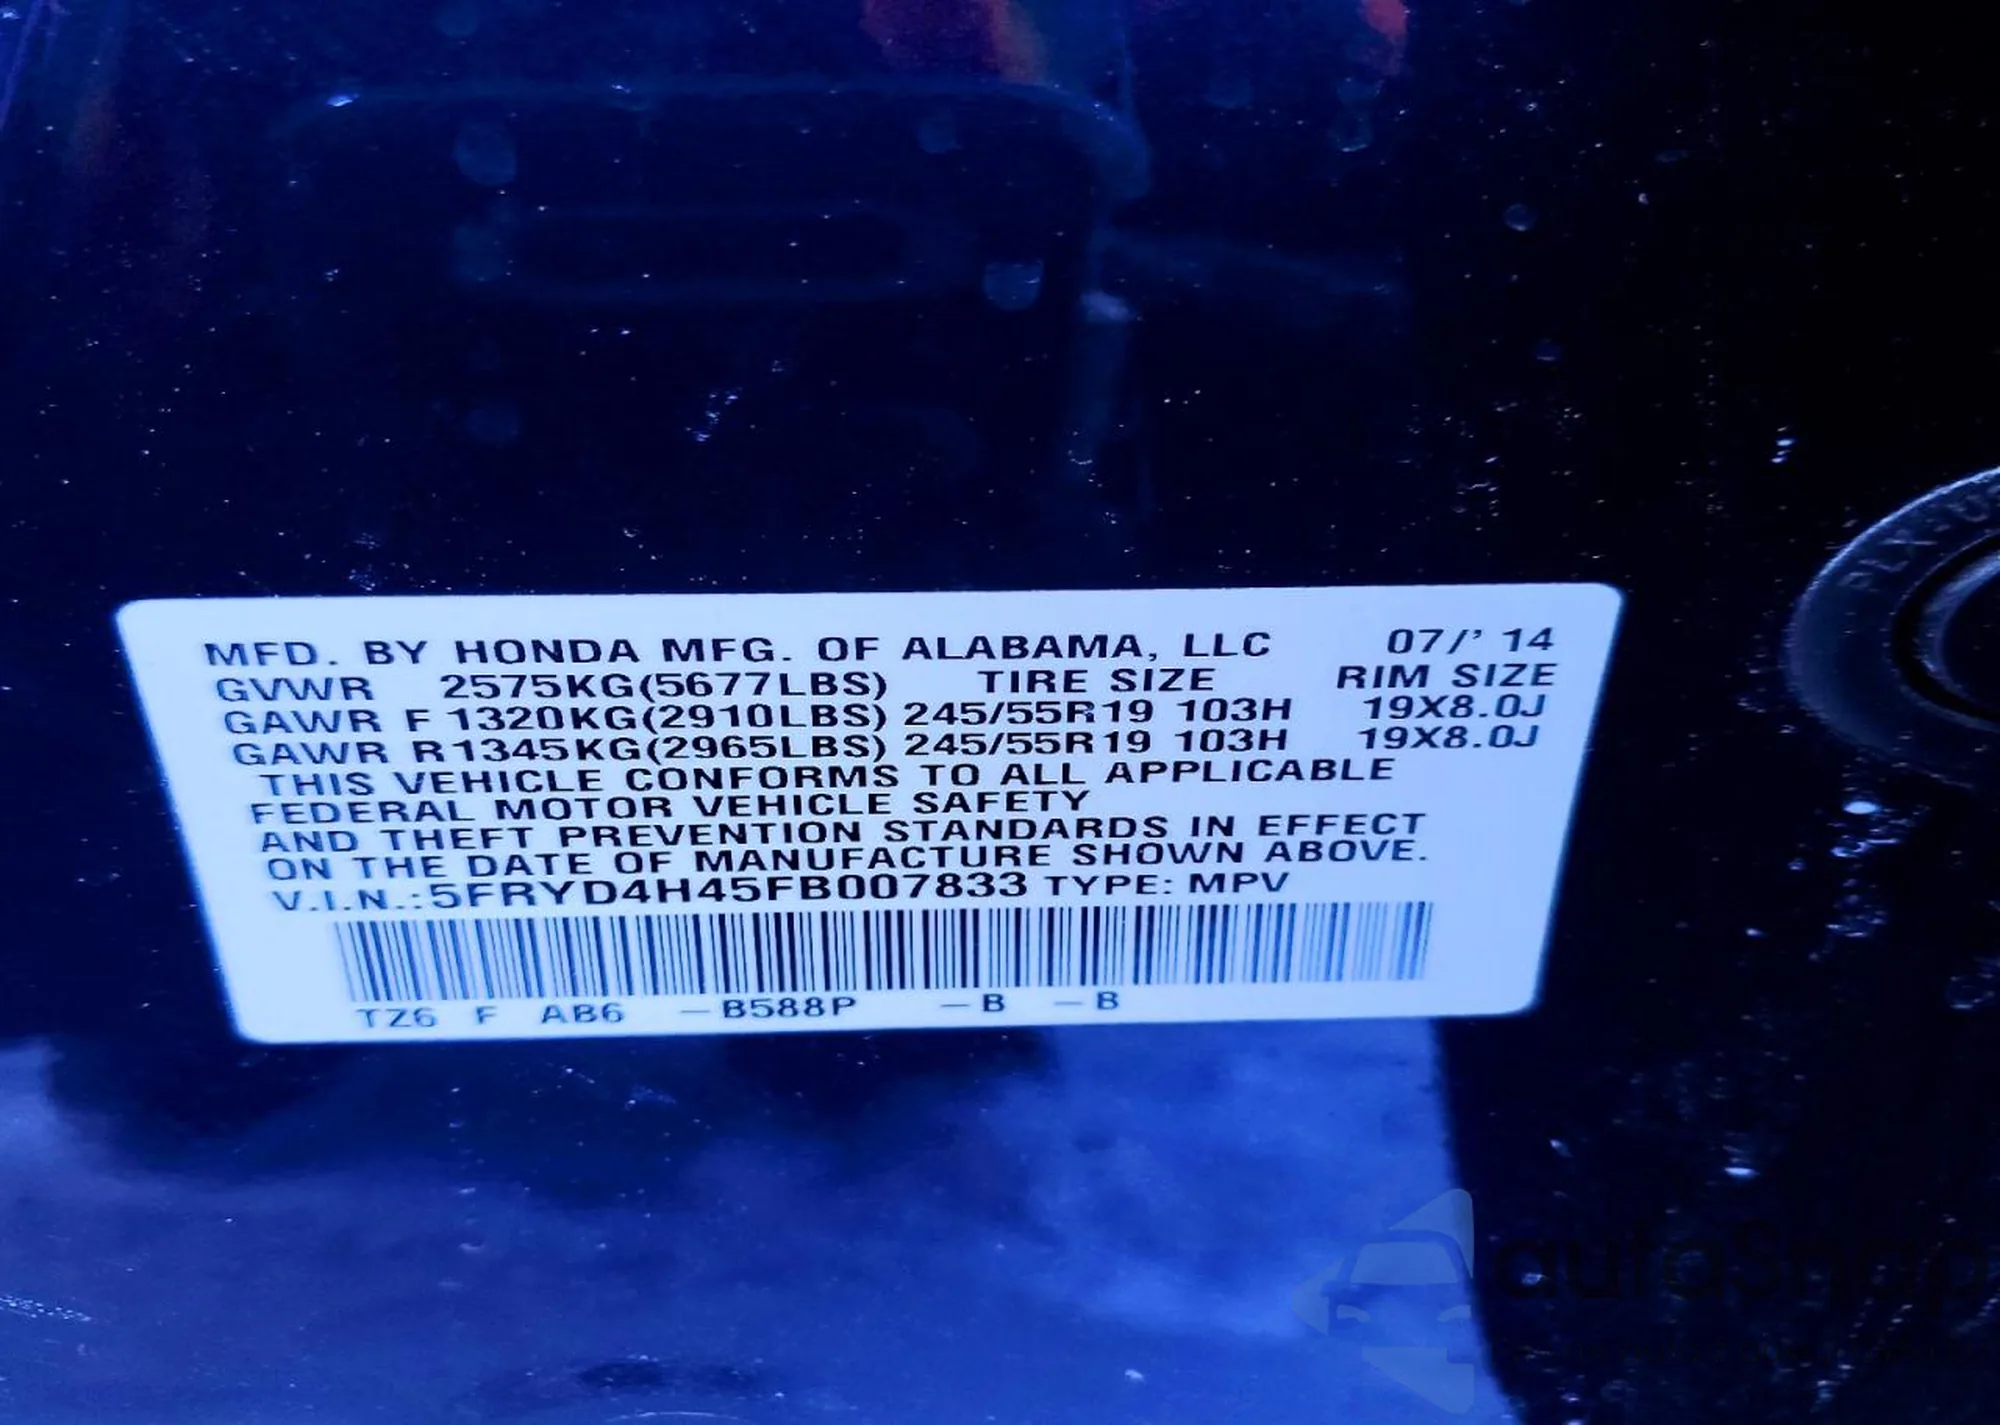 MFD. BY HONDA MFG. OF ALABAMA, LLC 07/' 14
GVWR 2575KG(5677LBS) TIRE SIZE RIM SIZE
GAWR F 1320KG(2910LBS) 245/55R19 103H 19X8.0J
GAWR R 1345KG(2965LBS) 245/55R19 103H 19X8.0J
THIS VEHICLE CONFORMS TO ALL APPLICABLE
FEDERAL MOTOR VEHICLE SAFETY
AND THEFT PREVENTION STANDARDS IN EFFECT
ON THE DATE OF MANUFACTURE SHOWN ABOVE.
V.I.N.:5FRYD4H45FB007833 TYPE: MPV
TZ6 F AB6 -B588P -B -B